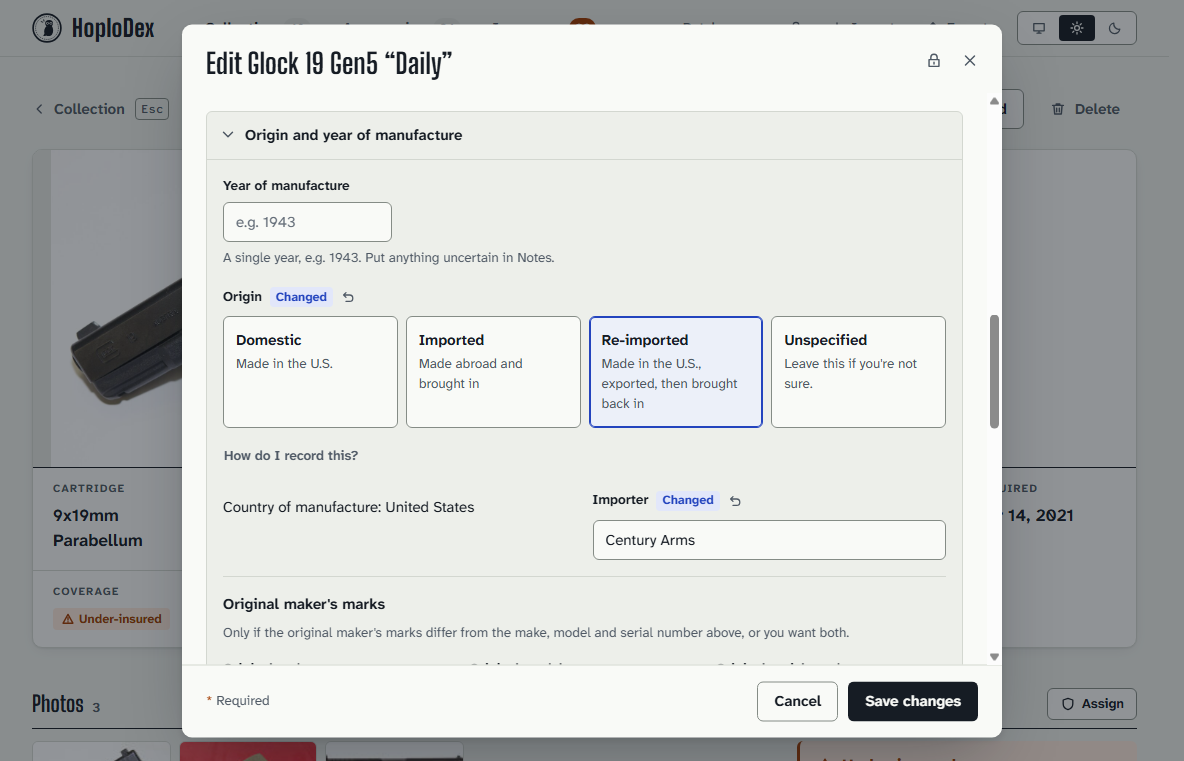 HoploDex
Edit Glock 19 Gen5 “Daily”
Collection Esc
Delete
Origin and year of manufacture
Year of manufacture
e.g. 1943
A single year, e.g. 1943. Put anything uncertain in Notes.
Origin Changed
Domestic
Made in the U.S.
Imported
Made abroad and
brought in
Re-imported
Made in the U.S.,
exported, then brought
back in
Unspecified
Leave this if you're not
sure.
How do I record this?
Country of manufacture: United States
Importer Changed
Century Arms
Original maker's marks
Only if the original maker's marks differ from the make, model and serial number above, or you want both.
* Required
Cancel
Save changes
CARTRIDGE
9x19mm
Parabellum
COVERAGE
Under-insured
14, 2021
Photos 3
Assign